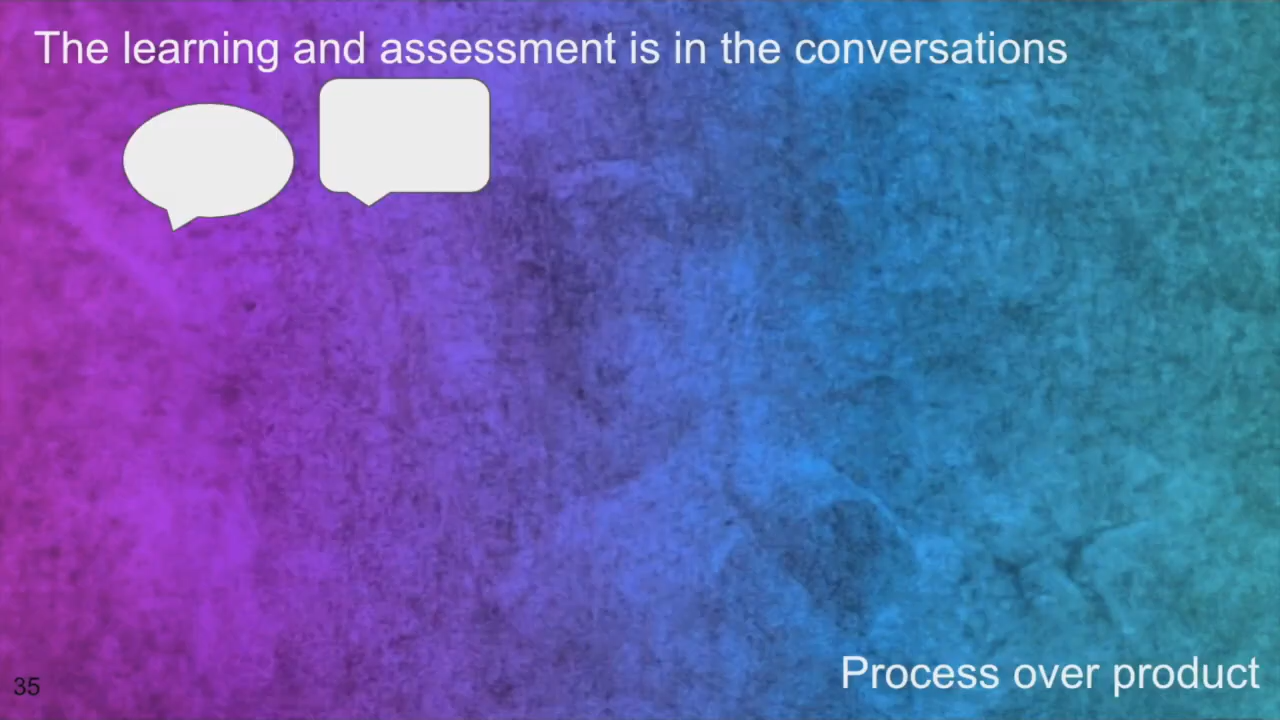 The learning and assessment is in the conversations
Process over product
35